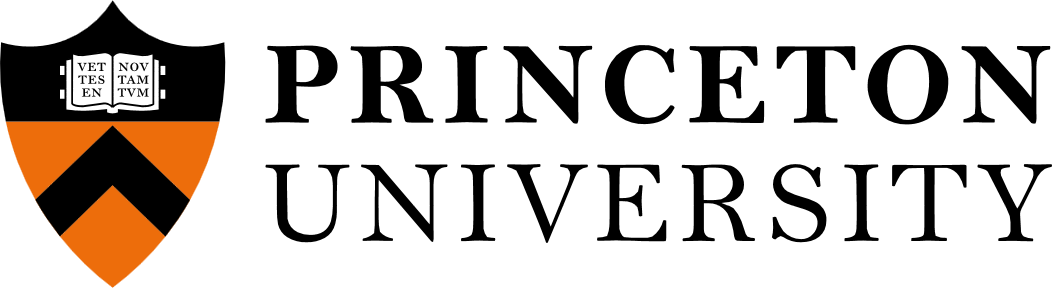 VET NOV
TES TAM
EN TVM
PRINCETON
UNIVERSITY